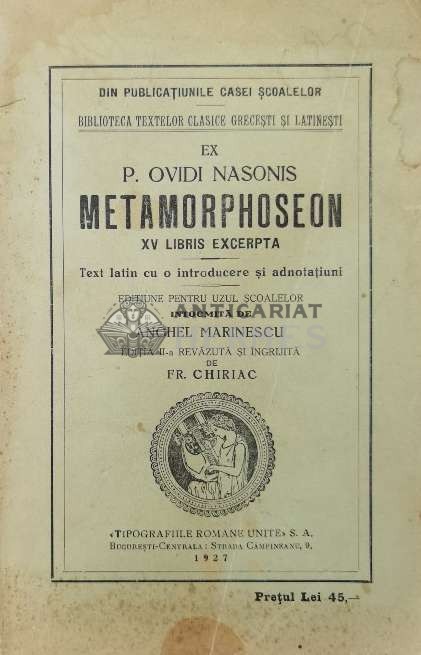 DIN PUBLICAȚIUNILE CASEI ȘCOALELOR
BIBLIOTECA TEXTELOR CLASICE GRECEȘTI ȘI LATINEȘTI
EX
P. OVIDI NASONIS
METAMORPHOSEON
XV LIBRIS EXCERPTA
Text latin cu o introducere și adnotațiuni
EDIȚIUNE PENTRU UZUL ȘCOALELOR
ÎNTOCMITĂ DE
ANTICARIAT
ANGHEL MARINESCU
EDIȚIA II-a REVĂZUTĂ ȘI ÎNGRIJITĂ
DE
FR. CHIRIAC
«TIPOGRAFIILE ROMANE UNITE» S. A.
BUCUREȘTI-CENTRALA: STRADA CÂMPINEANU, 9.
1927
Prețul Lei 45,—